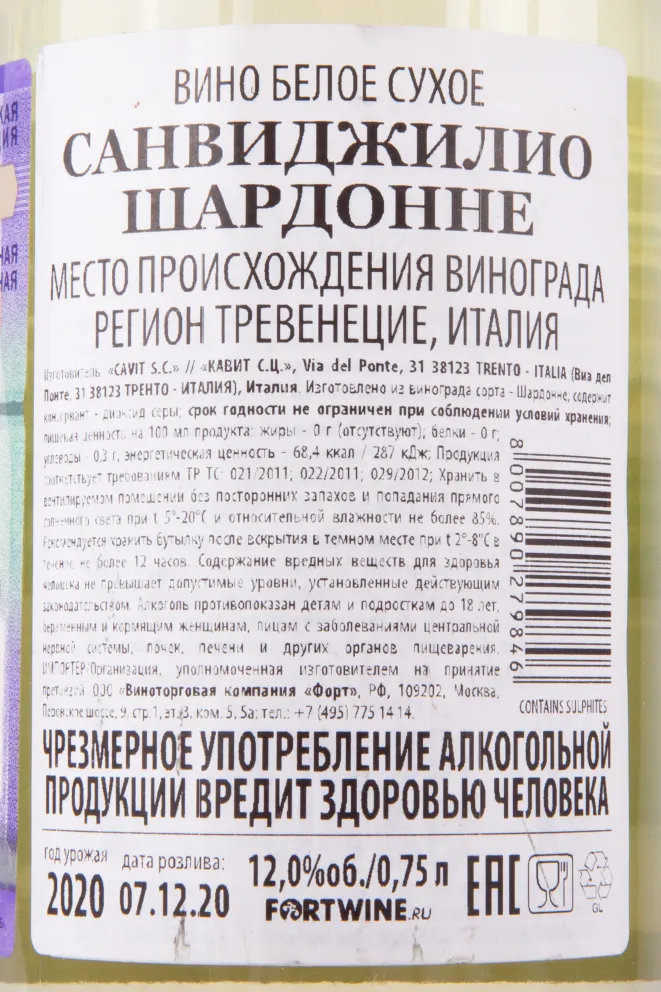 КАЯ
ИЯ
НАЯ
НАЯ
ВИНО БЕЛОЕ СУХОЕ
САНВИДЖИЛИО
ШАРДОННЕ
МЕСТО ПРОИСХОЖДЕНИЯ ВИНОГРАДА
РЕГИОН ТРЕВЕНЕЦИЕ, ИТАЛИЯ
Изготовитель «CAVIT S.C.» // «КАВИТ С.Ц.», Via del Ponte, 31 38123 TRENTO - ITALIA (Виа дел
Понте, 31 38123 ТРЕНТО - ИТАЛИЯ), Италия. Изготовлено из винограда сорта - Шардонне, содержит
консервант - диоксид серы; срок годности не ограничен при соблюдении условий хранения;
пищевая ценность на 100 мл продукта: жиры - 0 г (отсутствуют); белки - 0 г;
углеводы - 0,3 г; энергетическая ценность - 68,4 ккал / 287 кДж; Продукция
соответствует требованиям ТР ТС: 021/2011; 022/2011; 029/2012; Хранить в
вентилируемом помещении без посторонних запахов и попадания прямого
солнечного света при t 5°-20°C и относительной влажности не более 85%.
Рекомендуется хранить бутылку после вскрытия в темном месте при t 2°-8°C в
течение не более 12 часов. Содержание вредных веществ для здоровья
человека не превышает допустимые уровни, установленные действующим
законодательством. Алкоголь противопоказан детям и подросткам до 18 лет,
беременным и кормящим женщинам, лицам с заболеваниями центральной
нервной системы, почек, печени и других органов пищеварения.
ИМПОРТЕР/Организация, уполномоченная изготовителем на принятие
претензий: ООО «Виноторговая компания «Форт», РФ, 109202, Москва,
Перовское шоссе, 9, стр.1, эт.3, ком. 5, 5а; тел.: +7 (495) 775 14 14.
8 007890 279846
CONTAINS SULPHITES
ЧРЕЗМЕРНОЕ УПОТРЕБЛЕНИЕ АЛКОГОЛЬНОЙ
ПРОДУКЦИИ ВРЕДИТ ЗДОРОВЬЮ ЧЕЛОВЕКА
год урожая дата розлива:
2020 07.12.20
12,0%об./0,75 л
FORTWINE.RU
EAC
GL